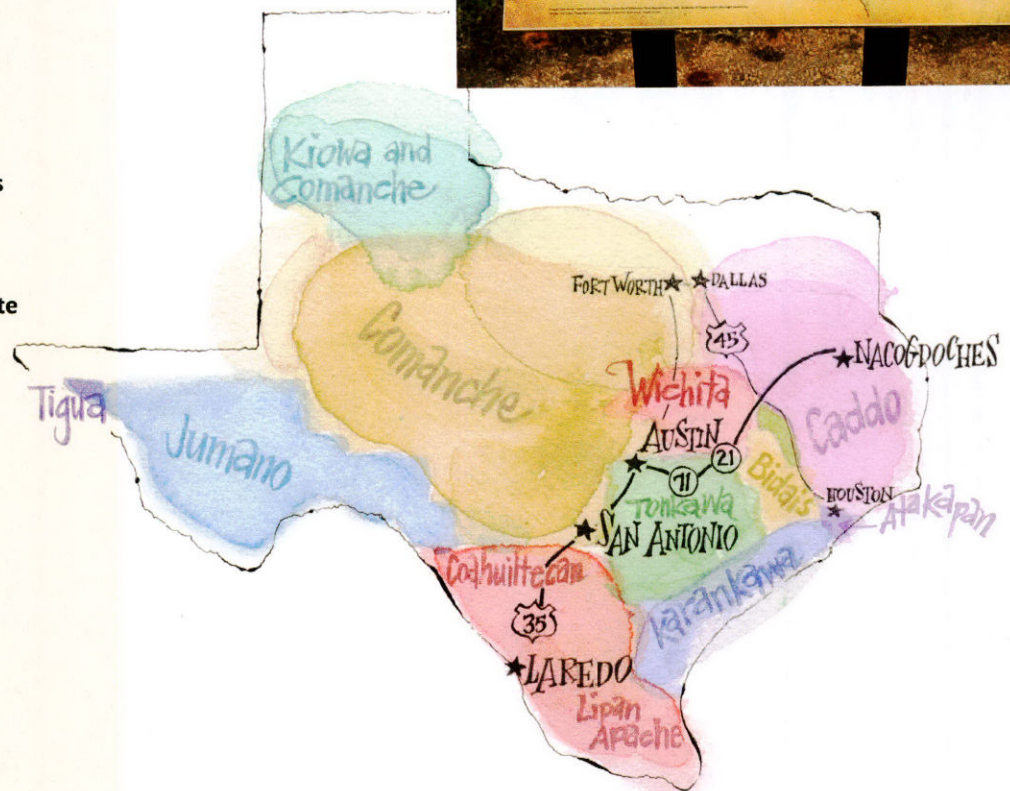 s
te
Kiowa and
Comanche
FORT WORTH
DALLAS
45
Comanche
NACOGDOCHES
Wichita
Tigua
Caddo
Jumano
AUSTIN
21
71
Bidais
Tonkawa
HOUSTON
Atakapan
SAN ANTONIO
Coahuiltecan
Karankawa
35
LAREDO
Lipan
Apache